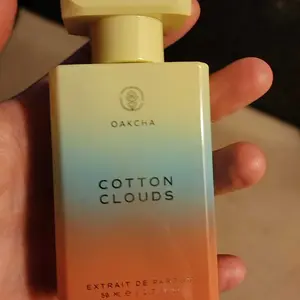 OAKCHA
COTTON
CLOUDS
EXTRAIT DE PARFUM